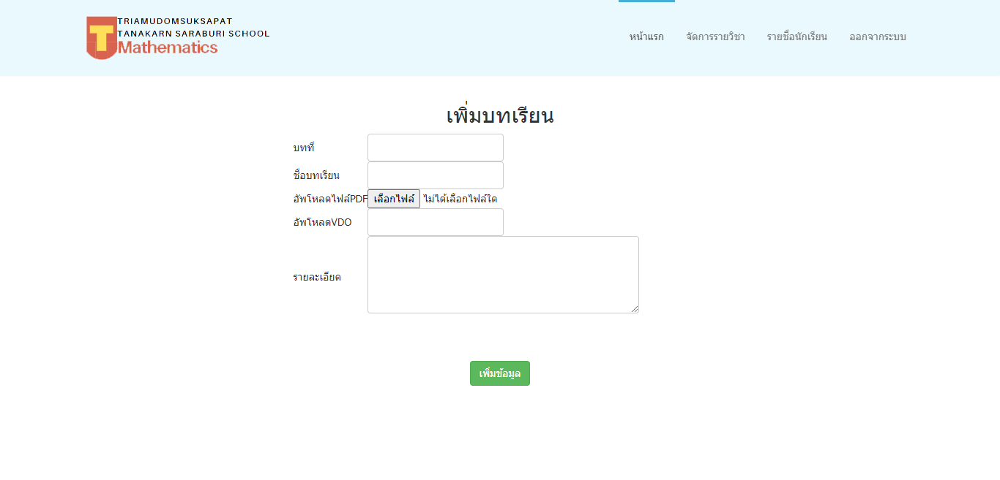 TRIAMUDOMSUKSAPAT
TANAKARN SARABURI SCHOOL
T Mathematics
หน้าแรก จัดการรายวิชา รายชื่อนักเรียน ออกจากระบบ
เพิ่มบทเรียน
บทที่
ชื่อบทเรียน
อัพโหลดไฟล์PDF เลือกไฟล์ ไม่ได้เลือกไฟล์ใด
อัพโหลดVDO
รายละเอียด
เพิ่มข้อมูล